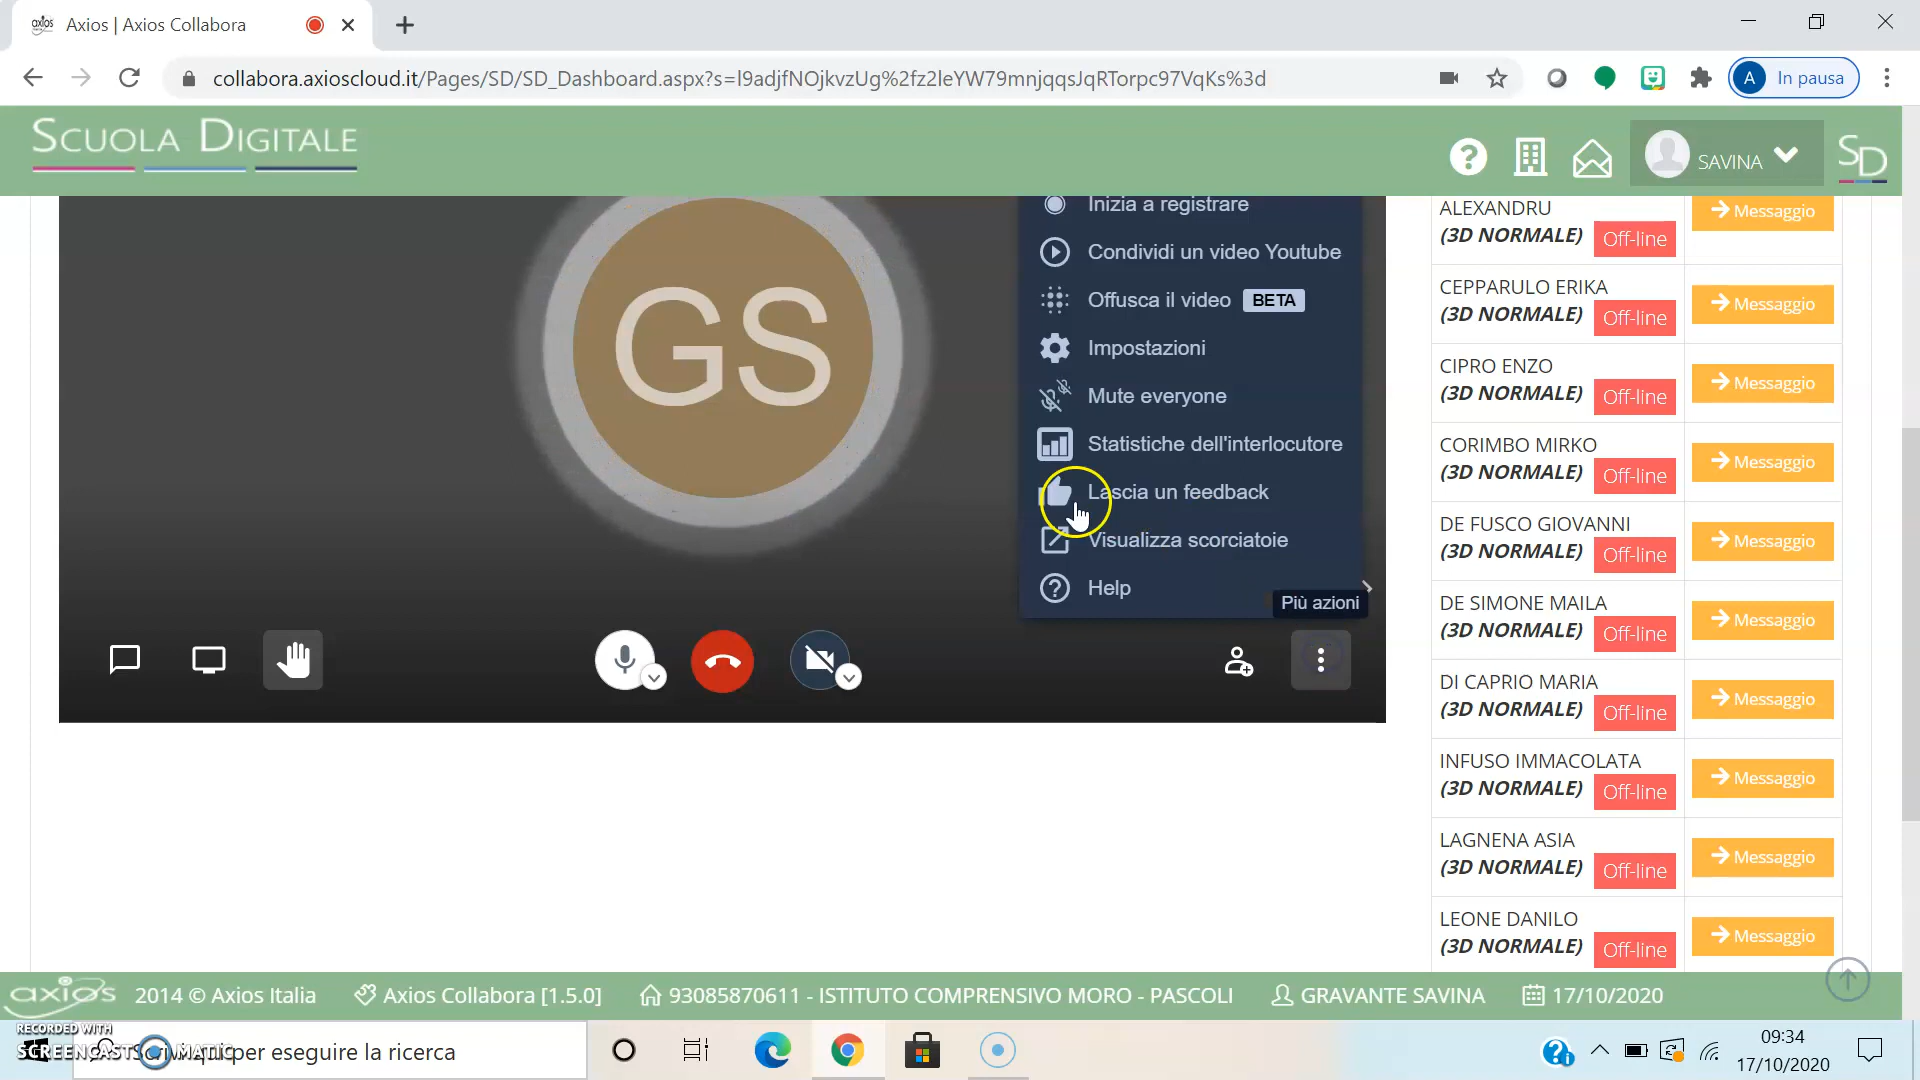 Axios | Axios Collabora
collabora.axioscloud.it/Pages/SD/SD_Dashboard.aspx?s=l9adjfNOjkvzUg%2fz2leYW79mnjqqsJqRTorpc97VqKs%3d
A In pausa
SCUOLA DIGITALE
SAVINA
SD
GS
Inizia a registrare
Condividi un video Youtube
Offusca il video BETA
Impostazioni
Mute everyone
Statistiche dell'interlocutore
Lascia un feedback
Visualizza scorciatoie
Help
Più azioni
ALEXANDRU
(3D NORMALE) Off-line Messaggio
CEPPARULO ERIKA
(3D NORMALE) Off-line Messaggio
CIPRO ENZO
(3D NORMALE) Off-line Messaggio
CORIMBO MIRKO
(3D NORMALE) Off-line Messaggio
DE FUSCO GIOVANNI
(3D NORMALE) Off-line Messaggio
DE SIMONE MAILA
(3D NORMALE) Off-line Messaggio
DI CAPRIO MARIA
(3D NORMALE) Off-line Messaggio
INFUSO IMMACOLATA
(3D NORMALE) Off-line Messaggio
LAGNENA ASIA
(3D NORMALE) Off-line Messaggio
LEONE DANILO
(3D NORMALE) Off-line Messaggio
axios 2014 © Axios Italia Axios Collabora [1.5.0] 93085870611 - ISTITUTO COMPRENSIVO MORO - PASCOLI GRAVANTE SAVINA 17/10/2020
RECORDED WITH
SCREENCAST MATIC
per eseguire la ricerca
09:34
17/10/2020